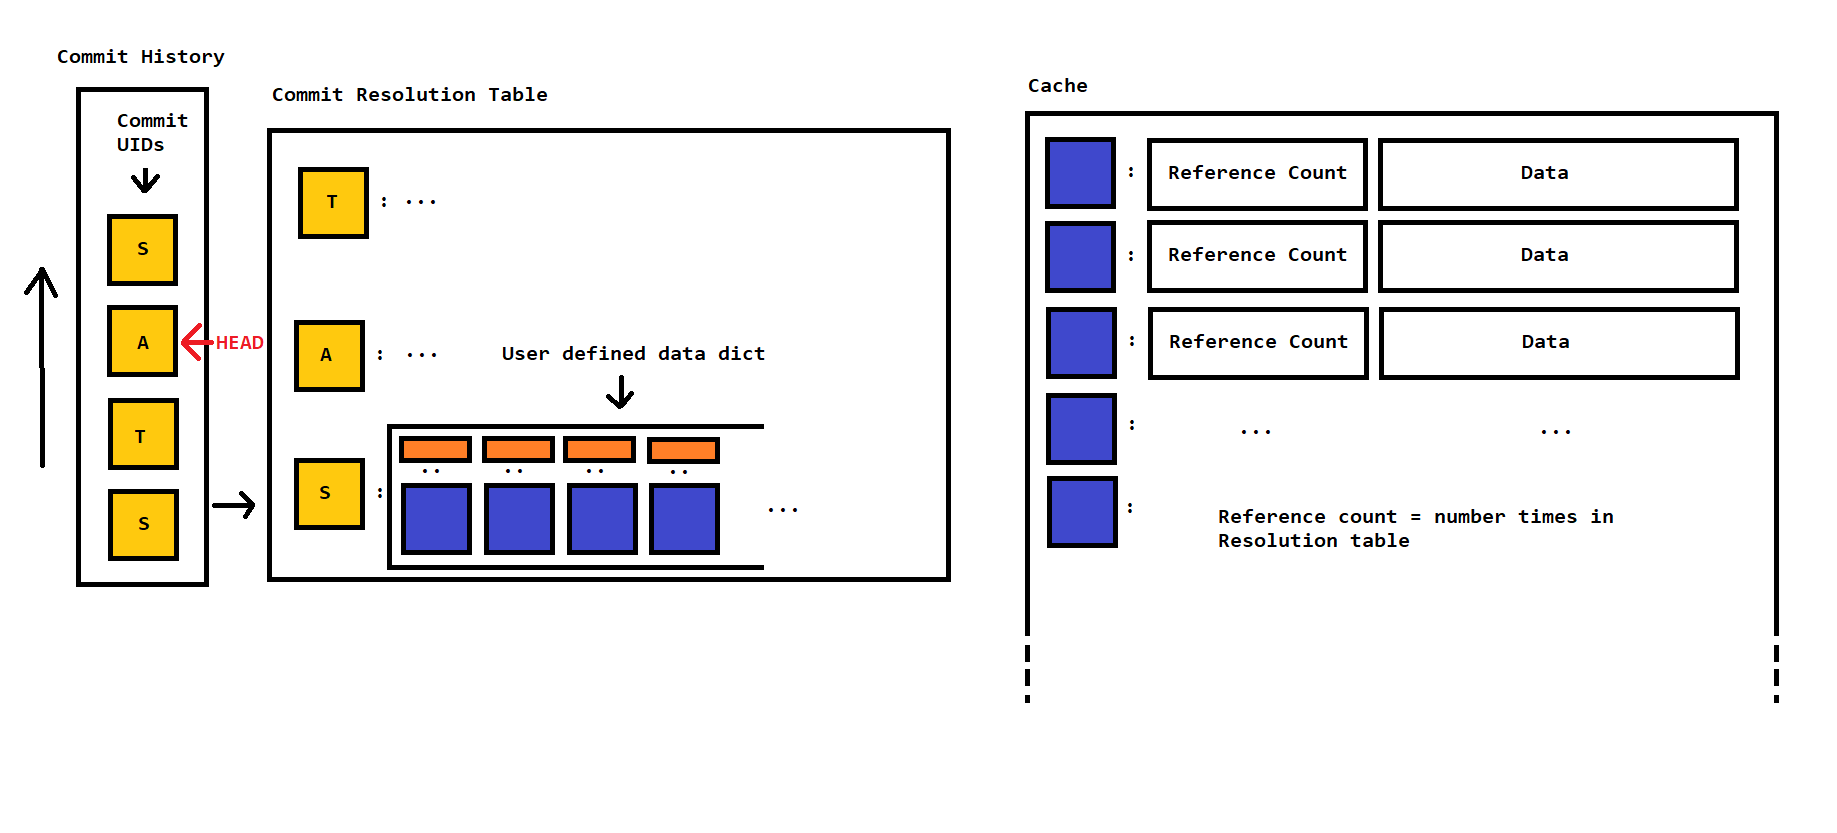 Commit History
Commit
UIDs
S
A
HEAD
T
S
Commit Resolution Table
T : ...
A : ...
User defined data dict
S :
.. .. .. ..
...
Cache
: Reference Count Data
: Reference Count Data
: Reference Count Data
: ... ...
:
Reference count = number times in
Resolution table